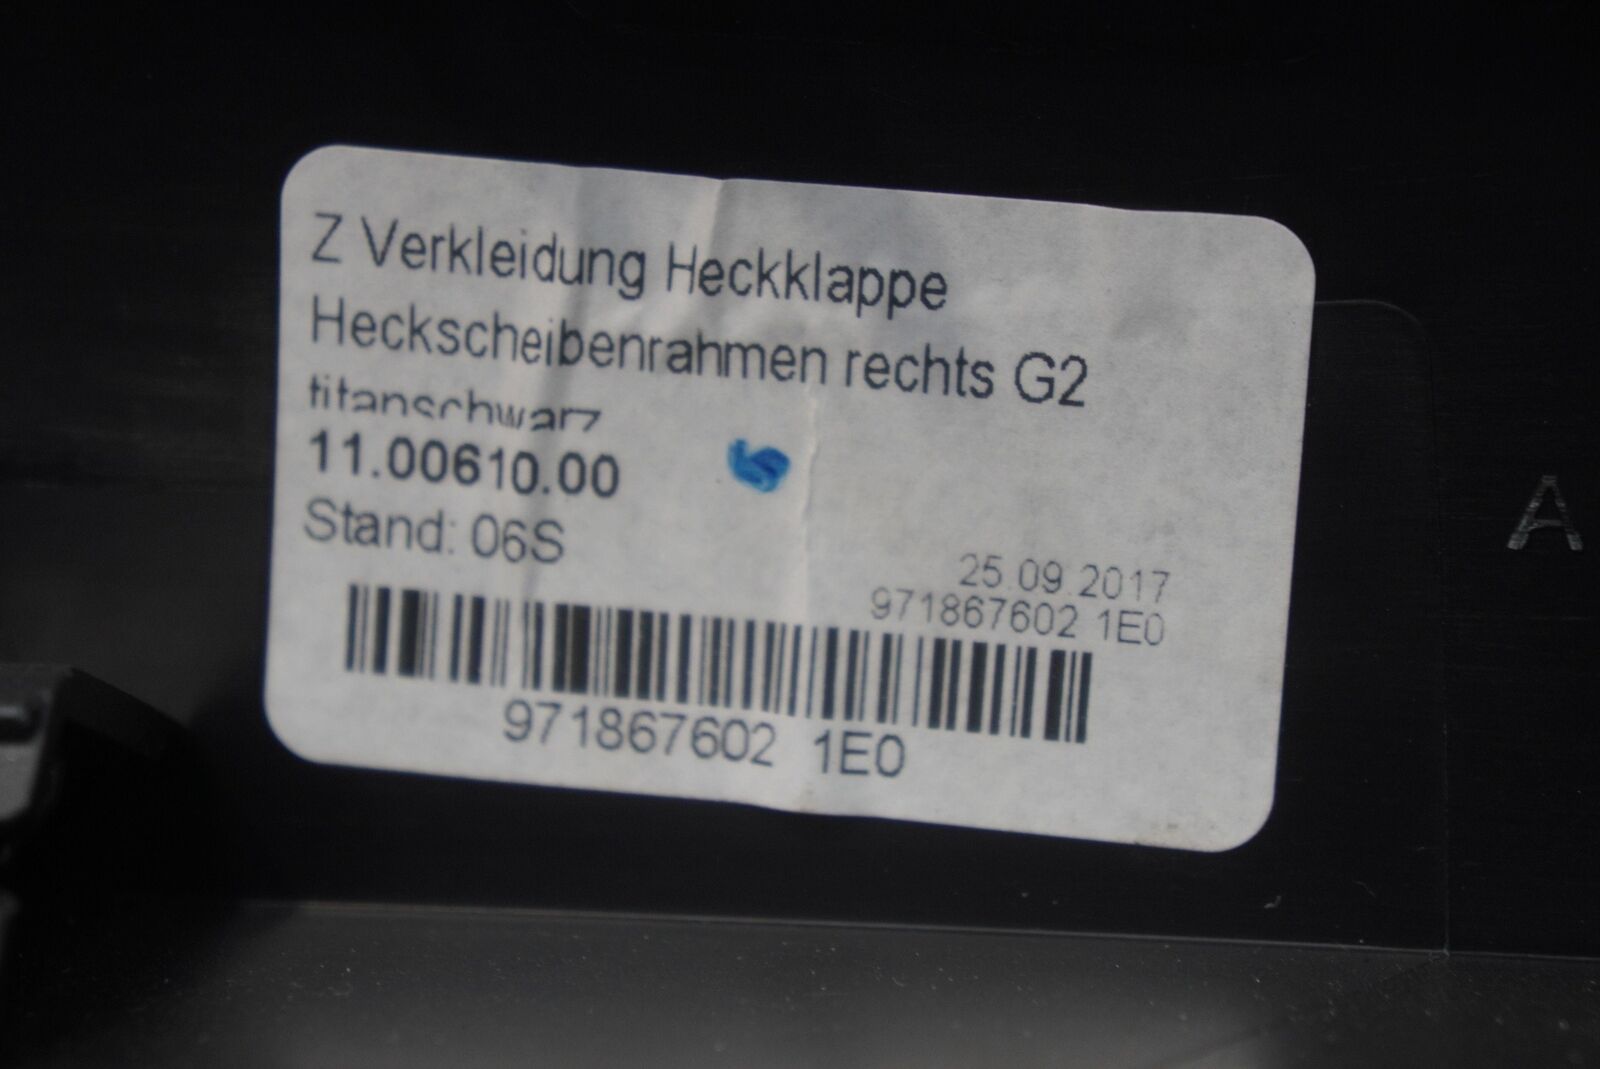 Z Verkleidung Heckklappe
Heckscheibenrahmen rechts G2
titanschwarz
11.00610.00
Stand: 06S
25.09.2017
971867602 1E0
971867602 1E0
A